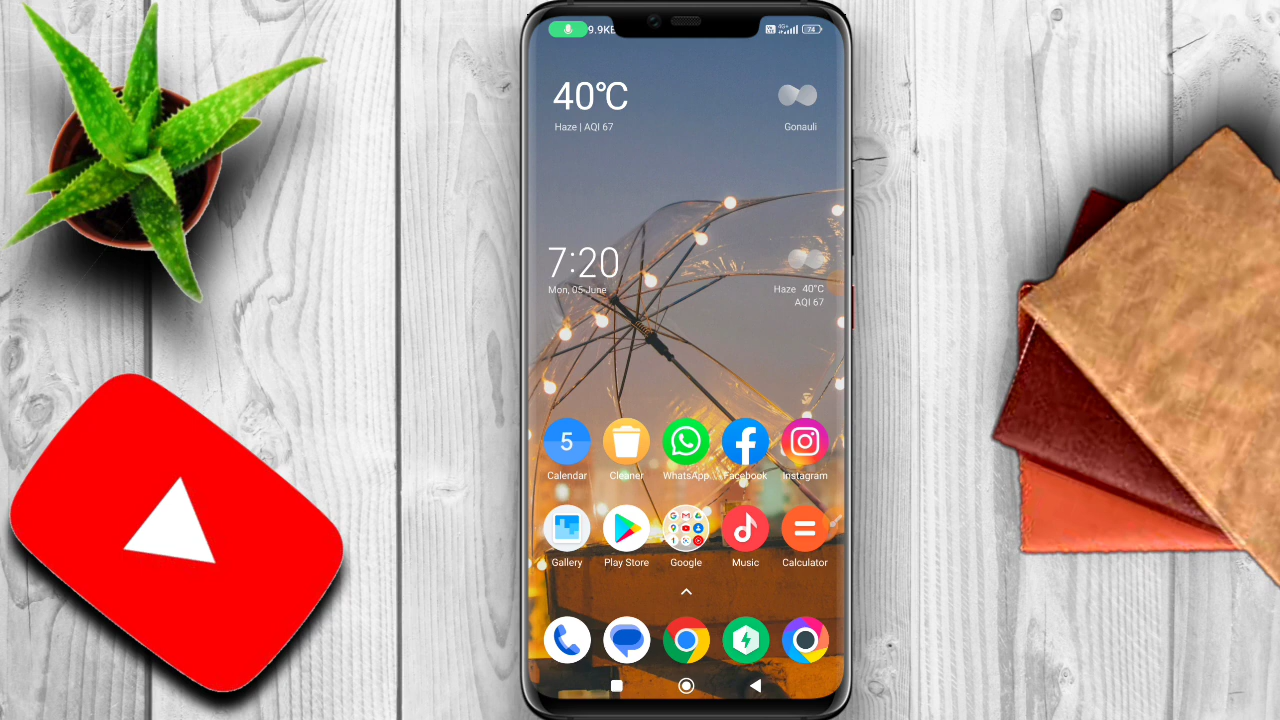 9.9KB
74
40°C
Haze | AQI 67
Gonauli
7:20
Mon, 05 June
Haze 40°C
AQI 67
5
Calendar
Cleaner
WhatsApp
Facebook
Instagram
Gallery
Play Store
Google
Music
Calculator